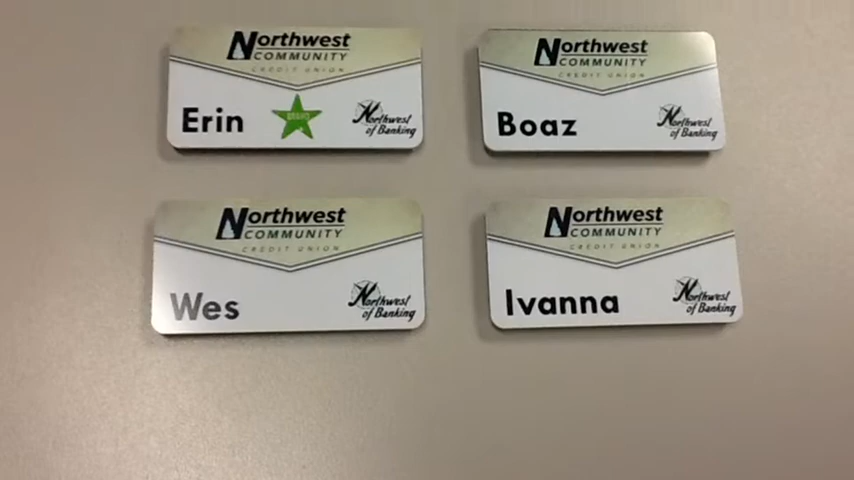 Northwest
COMMUNITY
CREDIT UNION
Erin
Northwest
of Banking
Northwest
COMMUNITY
CREDIT UNION
Boaz
Northwest
of Banking
Northwest
COMMUNITY
CREDIT UNION
Wes
Northwest
of Banking
Northwest
COMMUNITY
CREDIT UNION
Ivanna
Northwest
of Banking